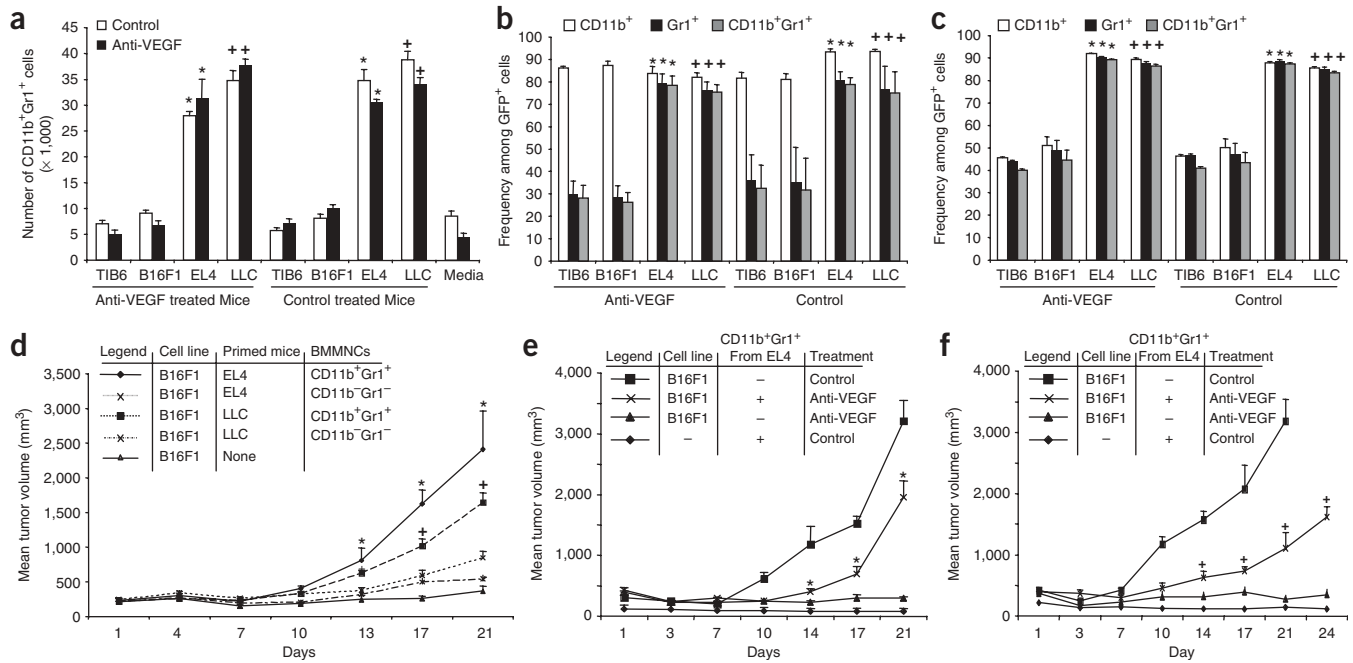 a
Control
Anti-VEGF
Number of CD11b⁺Gr1⁺ cells
(× 1,000)
45
40
35
30
25
20
15
10
5
* *
+ +
* *
+ +
TIB6 B16F1 EL4 LLC TIB6 B16F1 EL4 LLC Media
Anti-VEGF treated Mice Control treated Mice
b
CD11b⁺ Gr1⁺ CD11b⁺Gr1⁺
Frequency among GFP⁺ cells
100
90
80
70
60
50
40
30
20
10
0
*** +++ *** +++
TIB6 B16F1 EL4 LLC TIB6 B16F1 EL4 LLC
Anti-VEGF Control
c
CD11b⁺ Gr1⁺ CD11b⁺Gr1⁺
Frequency among GFP⁺ cells
100
90
80
70
60
50
40
30
20
10
0
*** +++ *** +++
TIB6 B16F1 EL4 LLC TIB6 B16F1 EL4 LLC
Anti-VEGF Control
d
Legend Cell line Primed mice BMMNCs
B16F1 EL4 CD11b⁺Gr1⁺
B16F1 EL4 CD11b⁻Gr1⁻
B16F1 LLC CD11b⁺Gr1⁺
B16F1 LLC CD11b⁻Gr1⁻
B16F1 None
Mean tumor volume (mm³)
3,500
3,000
2,500
2,000
1,500
1,000
500
0
* * *
+ +
1 4 7 10 13 17 21
Days
e
CD11b⁺Gr1⁺
Legend Cell line From EL4 Treatment
B16F1 – Control
B16F1 + Anti-VEGF
B16F1 – Anti-VEGF
– + Control
Mean tumor volume (mm³)
4,000
3,000
2,000
1,000
0
* * *
1 3 7 10 14 17 21
Days
f
CD11b⁺Gr1⁺
Legend Cell line From EL4 Treatment
B16F1 – Control
B16F1 + Anti-VEGF
B16F1 – Anti-VEGF
– + Control
Mean tumor volume (mm³)
4,000
3,000
2,000
1,000
0
+ + + +
1 3 7 10 14 17 21 24
Days